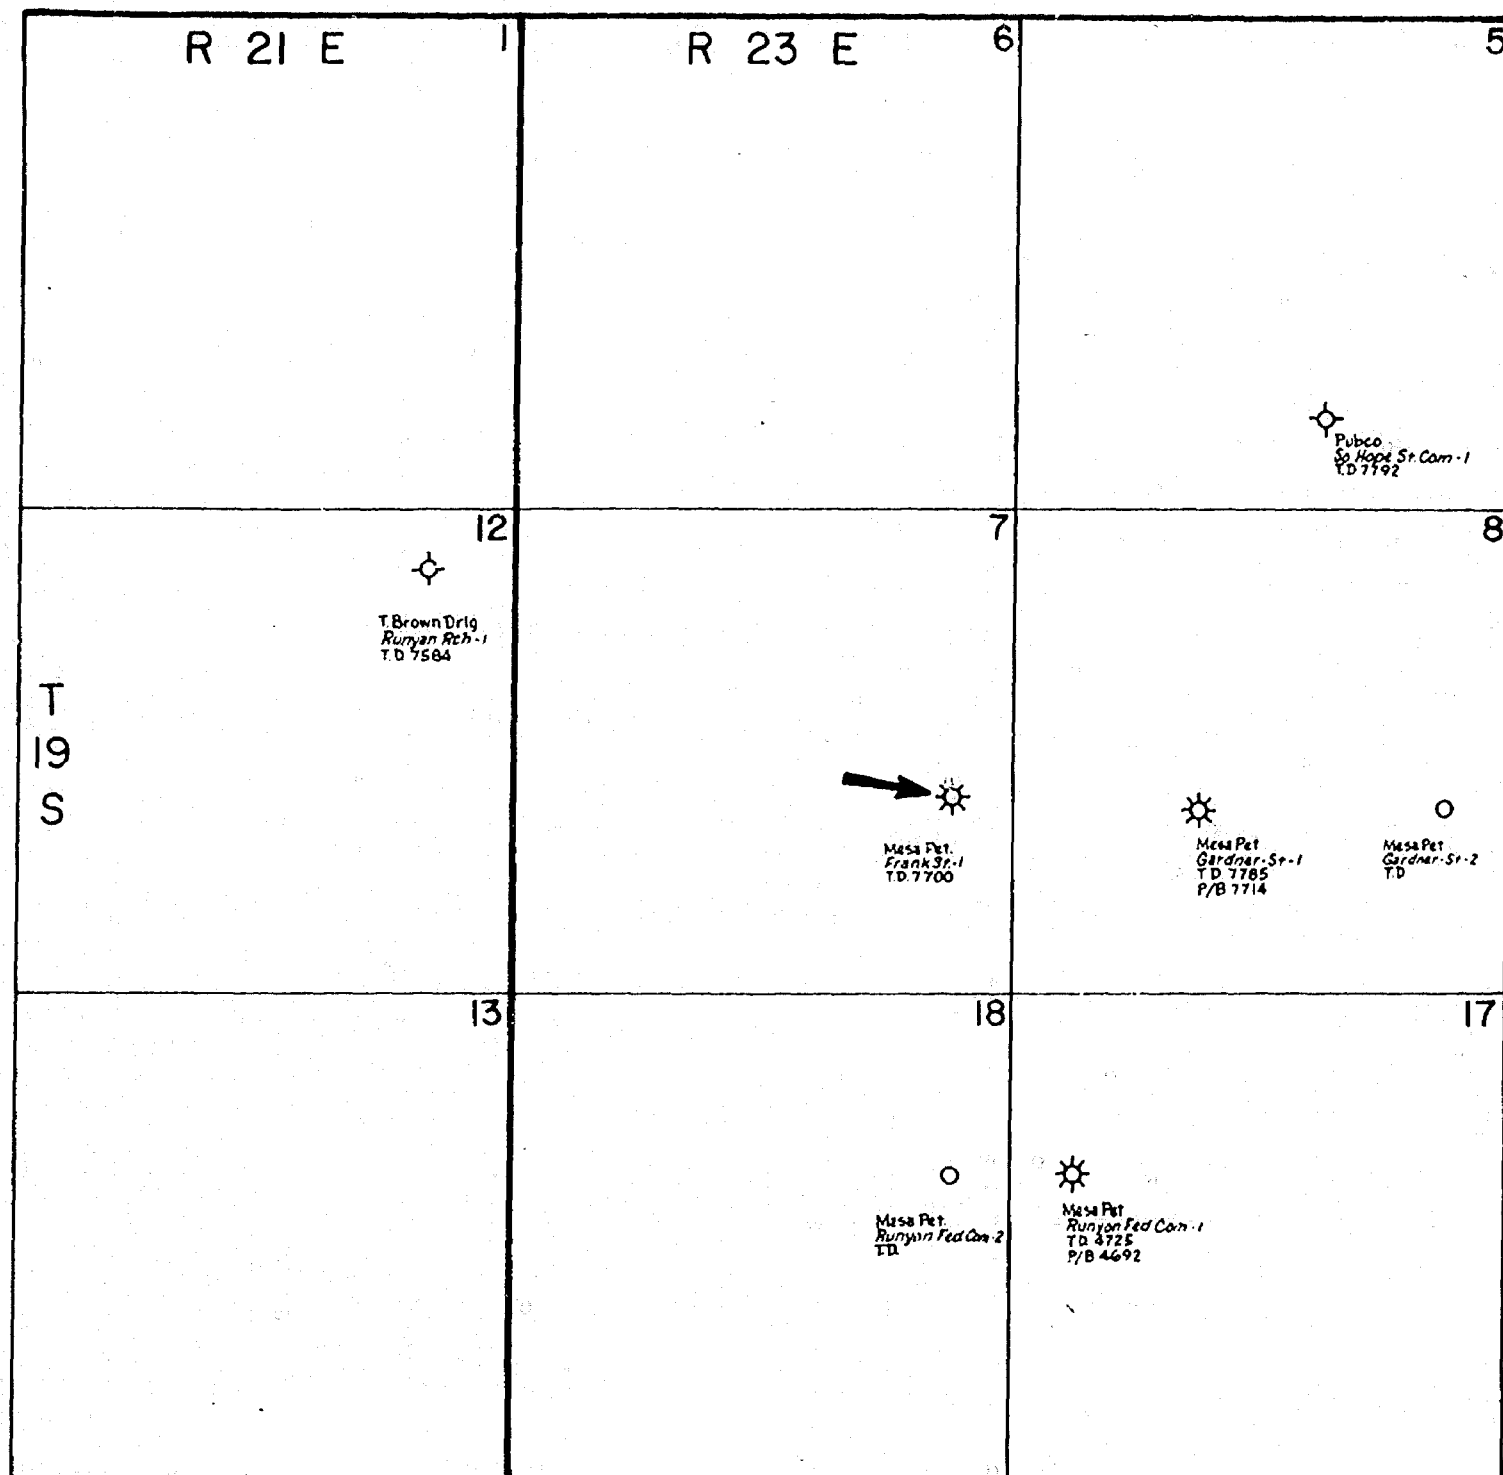 R 21 E
1
R 23 E
6
5
Pubco
So Hope St. Com-1
T.D 7792
12
7
8
T. Brown Drlg
Runyan Rch-1
T.D. 7584
T
19
S
Mesa Pet.
Frank St.-1
T.D. 7700
Mesa Pet
Gardner-St-1
T D 7785
P/B 7714
Mesa Pet
Gardner-St-2
T.D
13
18
17
Mesa Pet.
Runyon Fed Com-2
T.D.
Mesa Pet
Runyon Fed Com-1
T.D. 4725
P/B 4692